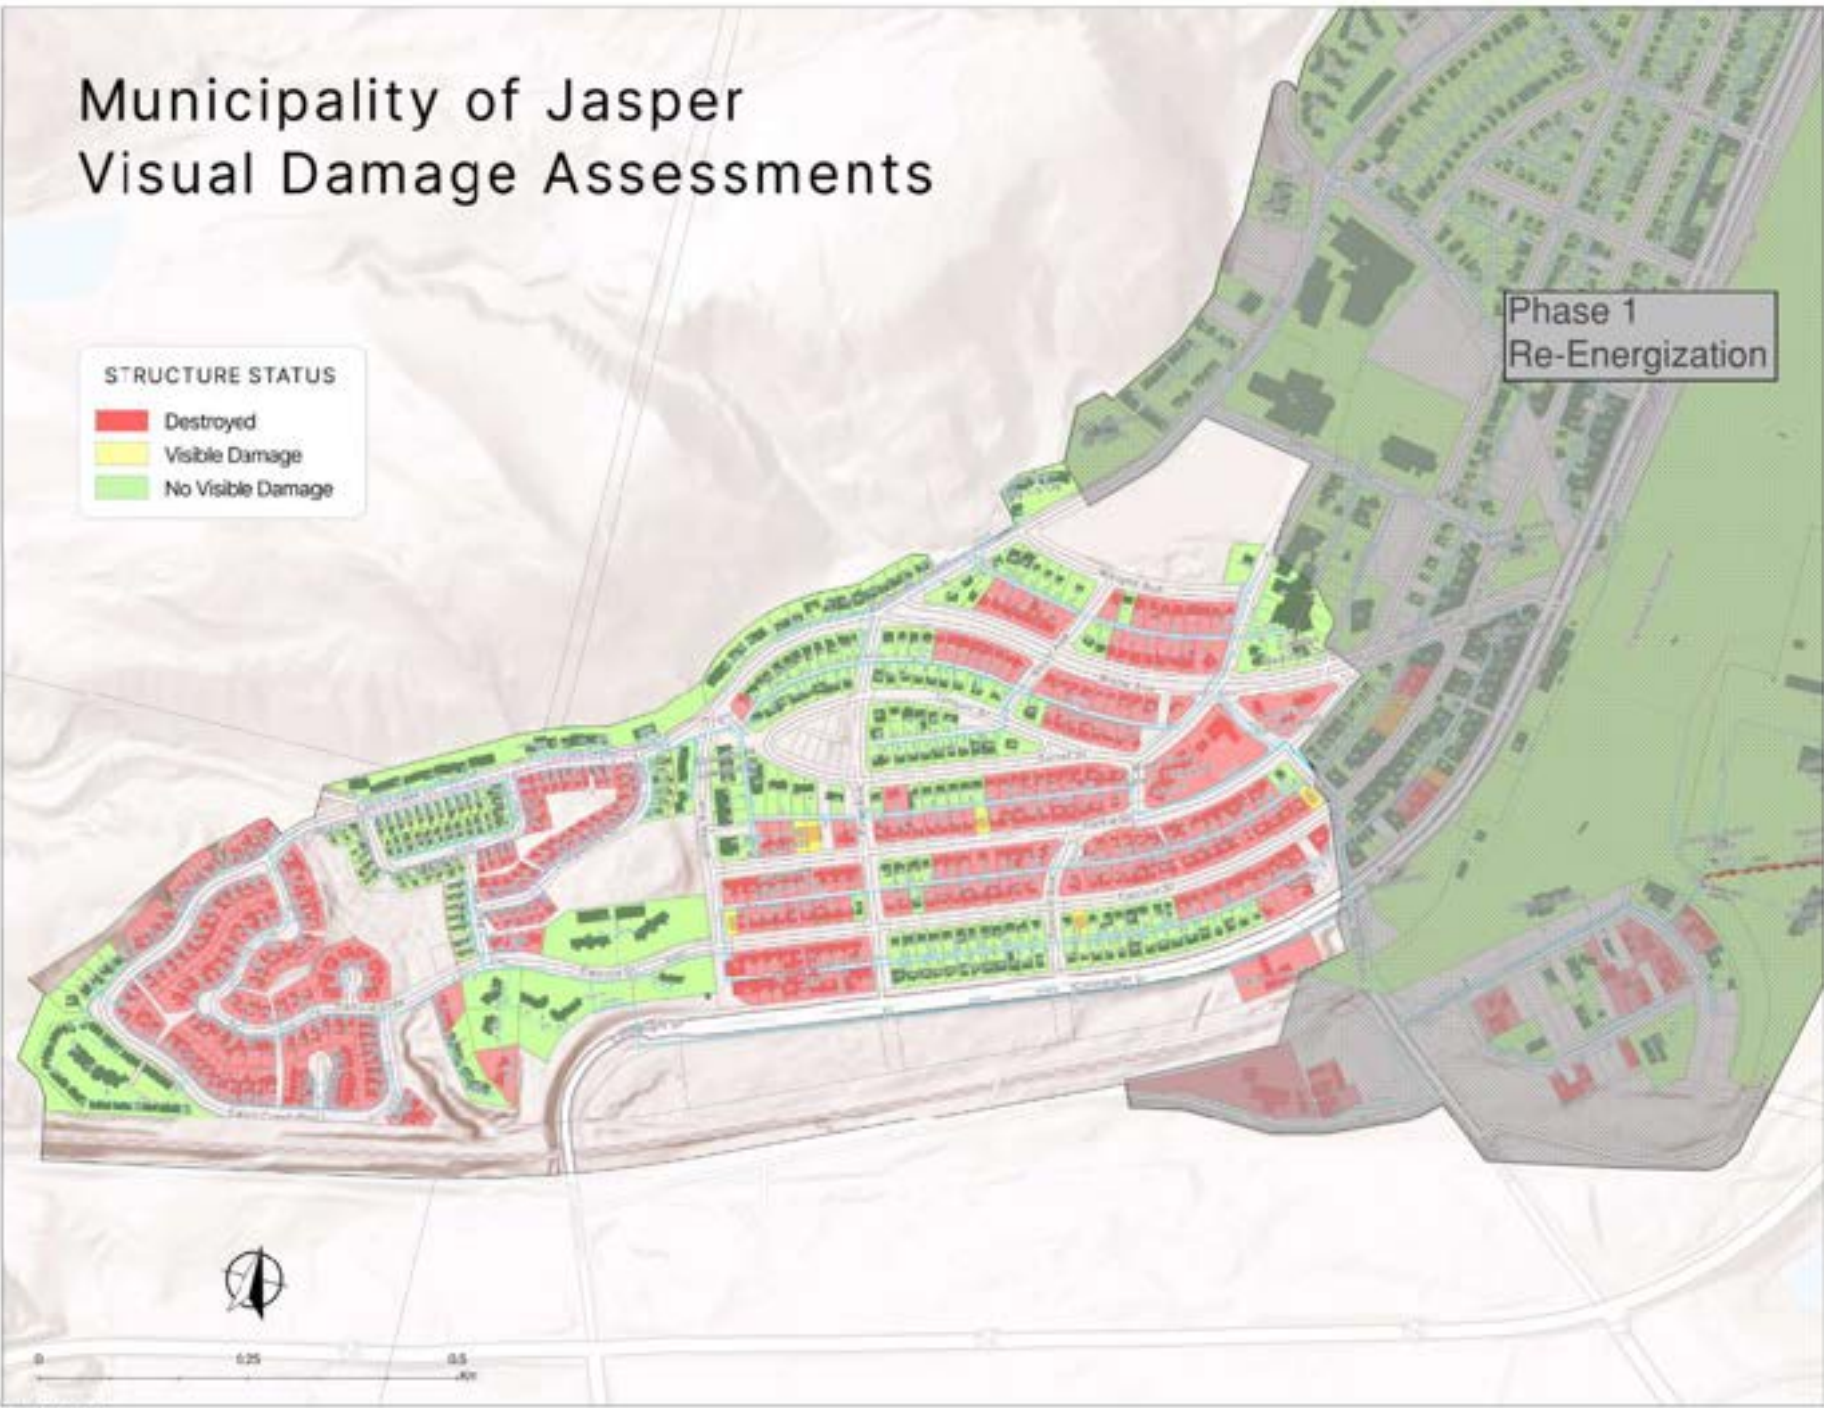 Municipality of Jasper
Visual Damage Assessments
Phase 1
Re-Energization
STRUCTURE STATUS
Destroyed
Visible Damage
No Visible Damage
0 0.25 0.5
Km